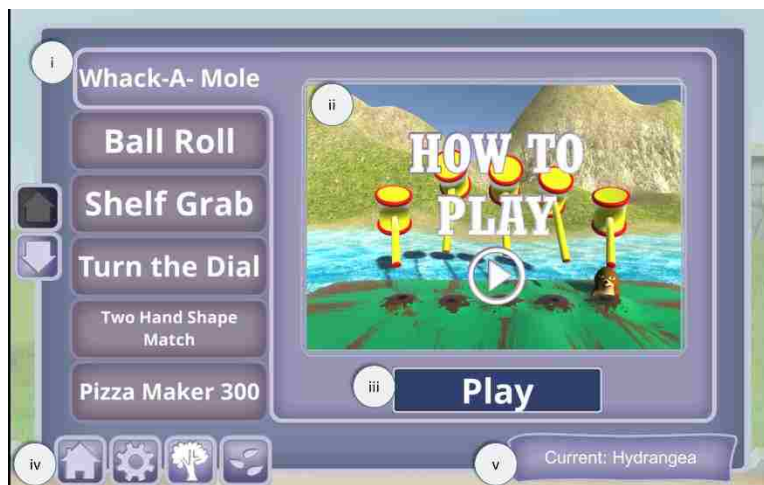 i
Whack-A- Mole
ii
HOW TO
PLAY
Ball Roll
Shelf Grab
Turn the Dial
Two Hand Shape
Match
Pizza Maker 300
iii
Play
iv
v
Current: Hydrangea